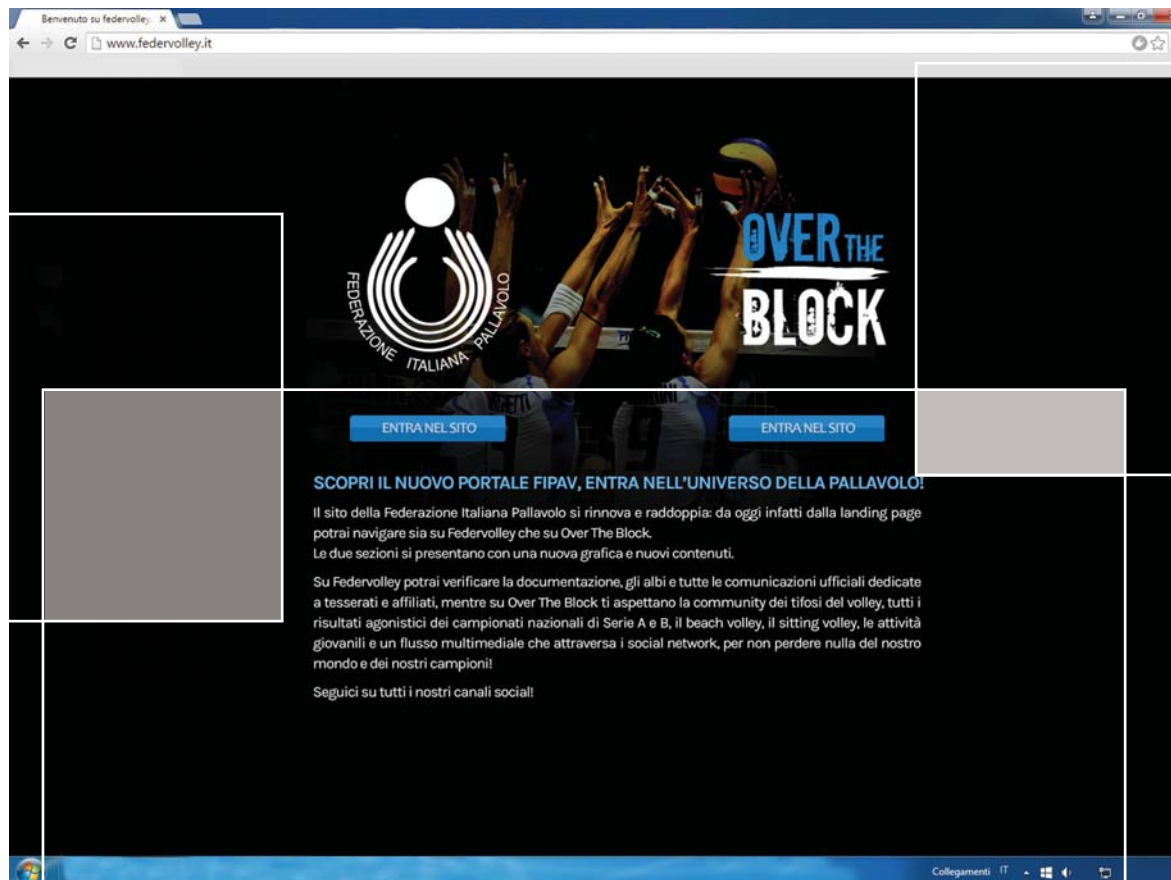 Benvenuto su federvolley.
www.federvolley.it
FEDERAZIONE ITALIANA PALLAVOLO
OVER THE
BLOCK
ENTRA NEL SITO
ENTRA NEL SITO
SCOPRI IL NUOVO PORTALE FIPAV, ENTRA NELL'UNIVERSO DELLA PALLAVOLO!
Il sito della Federazione Italiana Pallavolo si rinnova e raddoppia: da oggi infatti dalla landing page
potrai navigare sia su Federvolley che su Over The Block.
Le due sezioni si presentano con una nuova grafica e nuovi contenuti.
Su Federvolley potrai verificare la documentazione, gli albi e tutte le comunicazioni ufficiali dedicate
a tesserati e affiliati, mentre su Over The Block ti aspettano la community dei tifosi del volley, tutti i
risultati agonistici dei campionati nazionali di Serie A e B, il beach volley, il sitting volley, le attività
giovanili e un flusso multimediale che attraversa i social network, per non perdere nulla del nostro
mondo e dei nostri campioni!
Seguici su tutti i nostri canali social!
Collegamenti IT